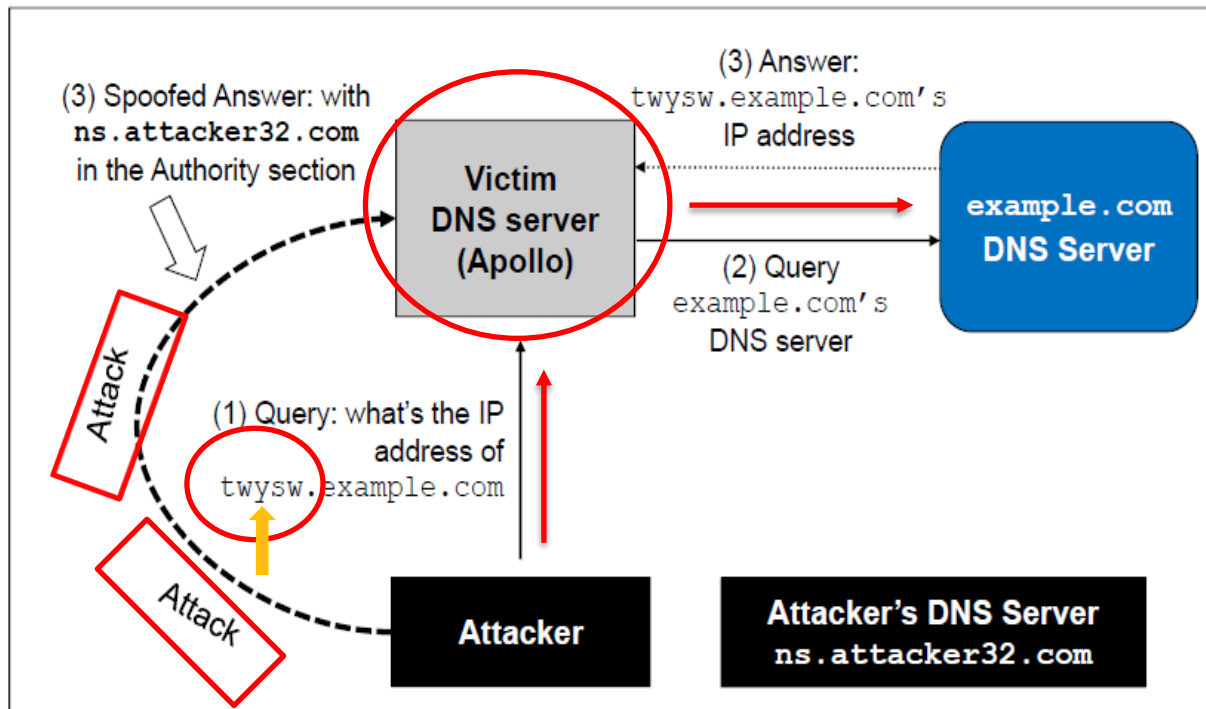 (3) Spoofed Answer: with
ns.attacker32.com
in the Authority section
(3) Answer:
twysw.example.com’s
IP address
Victim
DNS server
(Apollo)
example.com
DNS Server
(2) Query
example.com’s
DNS server
Attack
(1) Query: what’s the IP
address of
twysw.example.com
Attack
Attacker
Attacker’s DNS Server
ns.attacker32.com